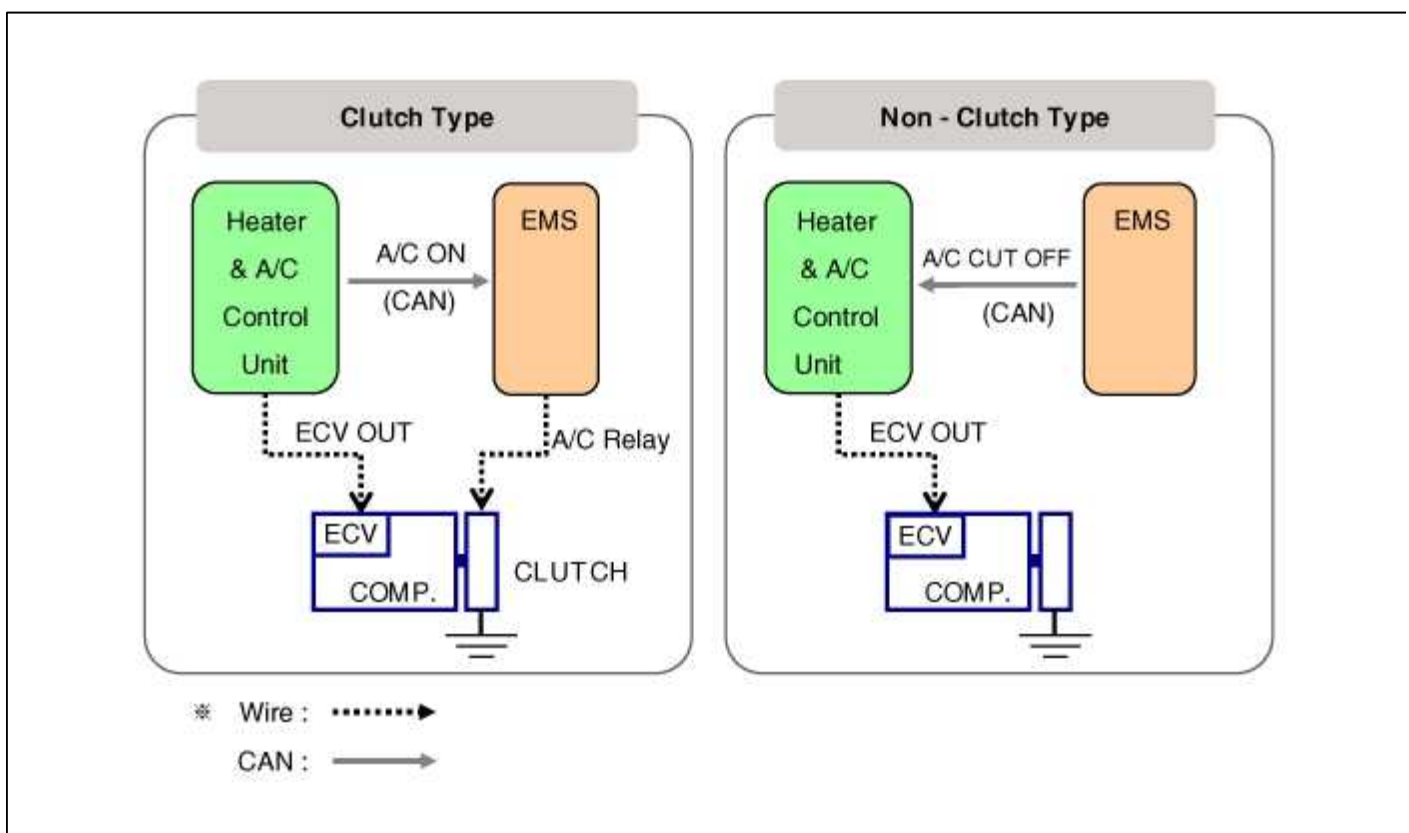 Clutch Type
Heater
& A/C
Control
Unit
A/C ON
(CAN)
EMS
ECV OUT
A/C Relay
ECV
COMP.
CLUTCH
Non - Clutch Type
Heater
& A/C
Control
Unit
A/C CUT OFF
(CAN)
EMS
ECV OUT
ECV
COMP.
※ Wire :
CAN :